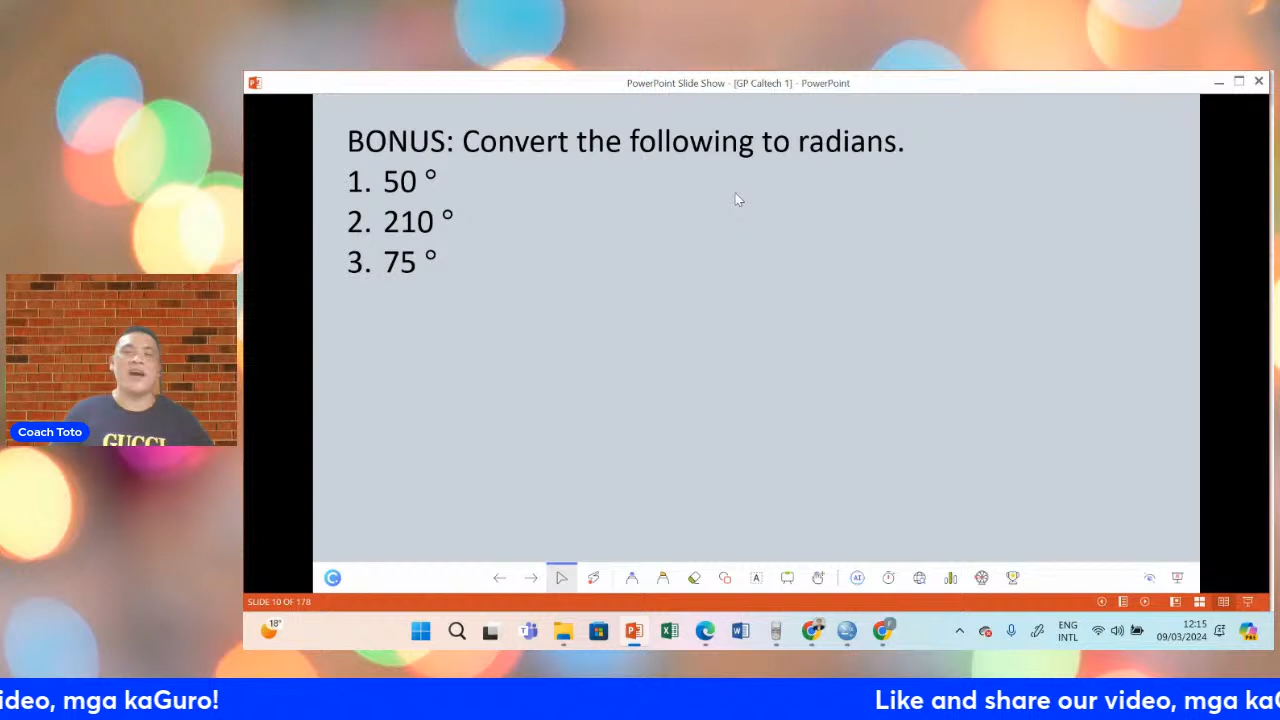 PowerPoint Slide Show - [GP Caltech 1] - PowerPoint
BONUS: Convert the following to radians.
1. 50 °
2. 210 °
3. 75 °
GUCCI
Coach Toto
SLIDE 10 OF 178
18°
ENG
INTL
12:15
09/03/2024
ideo, mga kaGuro!
Like and share our video, mga kaG